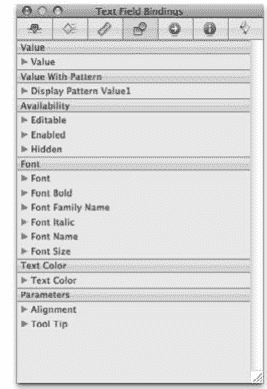 Text Field Bindings
Value
Value
Value With Pattern
Display Pattern Value1
Availability
Editable
Enabled
Hidden
Font
Font
Font Bold
Font Family Name
Font Italic
Font Name
Font Size
Text Color
Text Color
Parameters
Alignment
Tool Tip